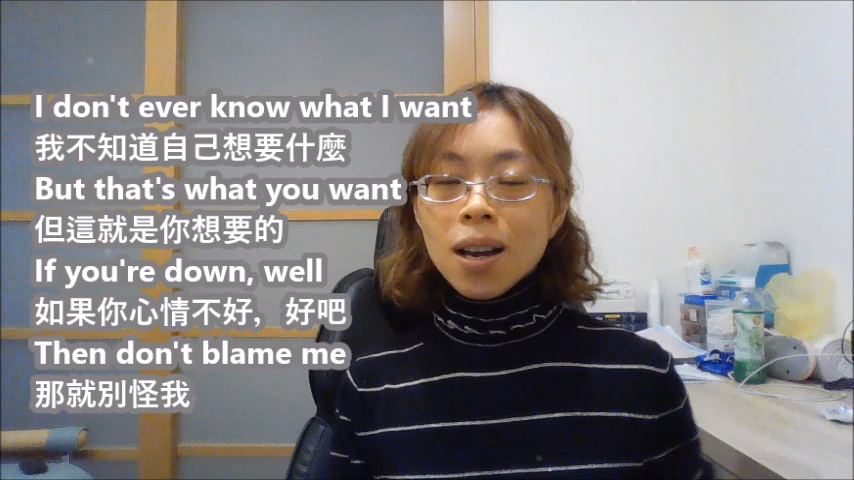 I don't ever know what I want
我不知道自己想要什麼
But that's what you want
但這就是你想要的
If you're down, well
如果你心情不好，好吧
Then don't blame me
那就別怪我